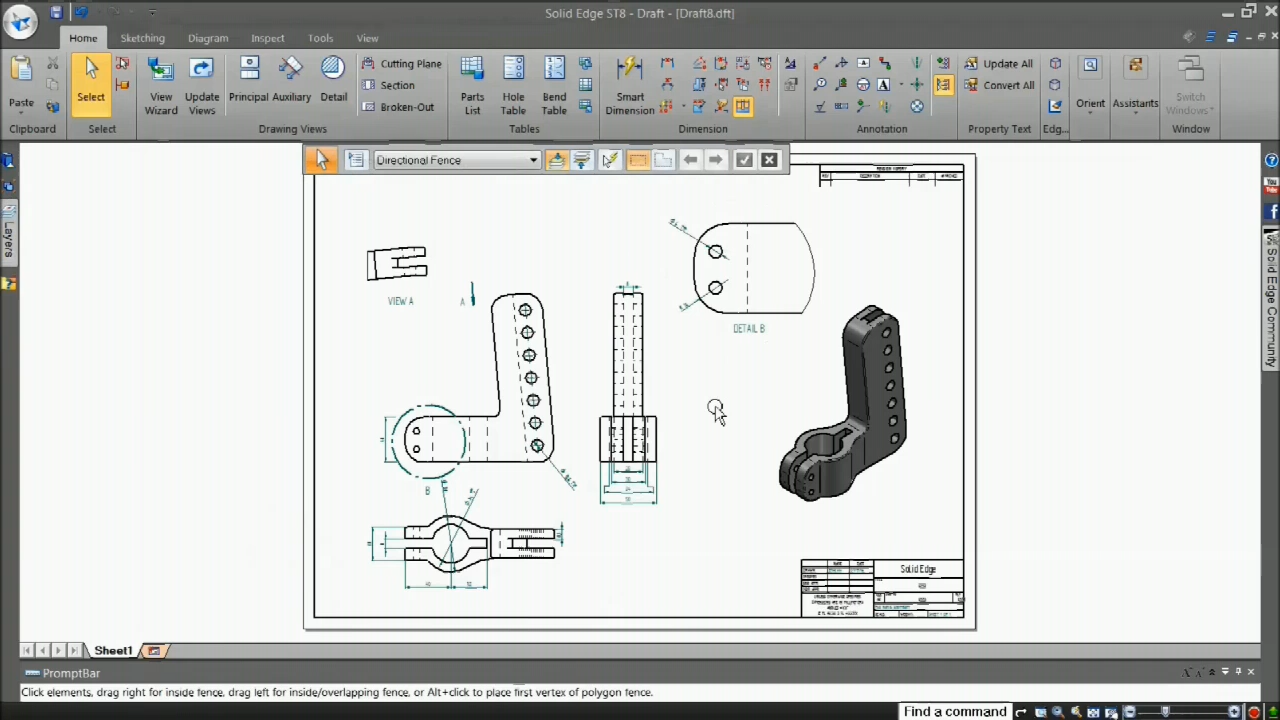 Solid Edge ST8 - Draft - [Draft8.dft]
Home Sketching Diagram Inspect Tools View
Cutting Plane
Section
Broken-Out
Update All
Convert All
Paste
Select
View Wizard
Update Views
Principal
Auxiliary
Detail
Parts List
Hole Table
Bend Table
Smart Dimension
Orient
Assistants
Switch Windows
Clipboard Select Drawing Views Tables Dimension Annotation Property Text Edg... Window
Directional Fence
Layers
Solid Edge Community
You Tube
VIEW A
A
DETAIL B
B
Solid Edge
Sheet1
PromptBar
Click elements, drag right for inside fence, drag left for inside/overlapping fence, or Alt+click to place first vertex of polygon fence.
Find a command